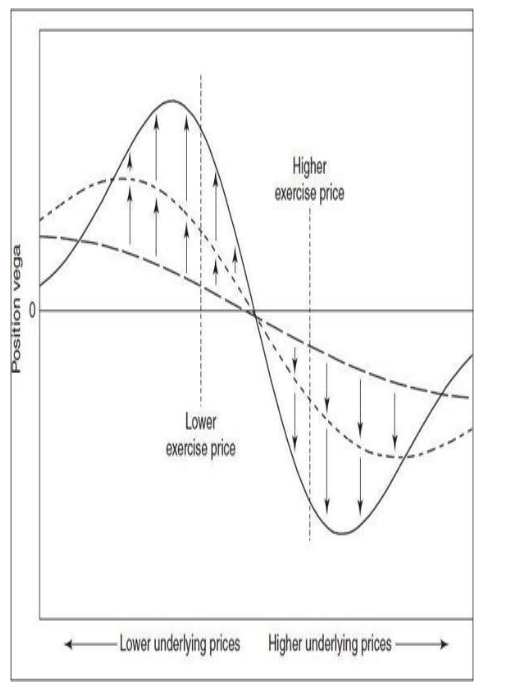 Higher
exercise price
Position vega
0
Lower
exercise price
Lower underlying prices
Higher underlying prices